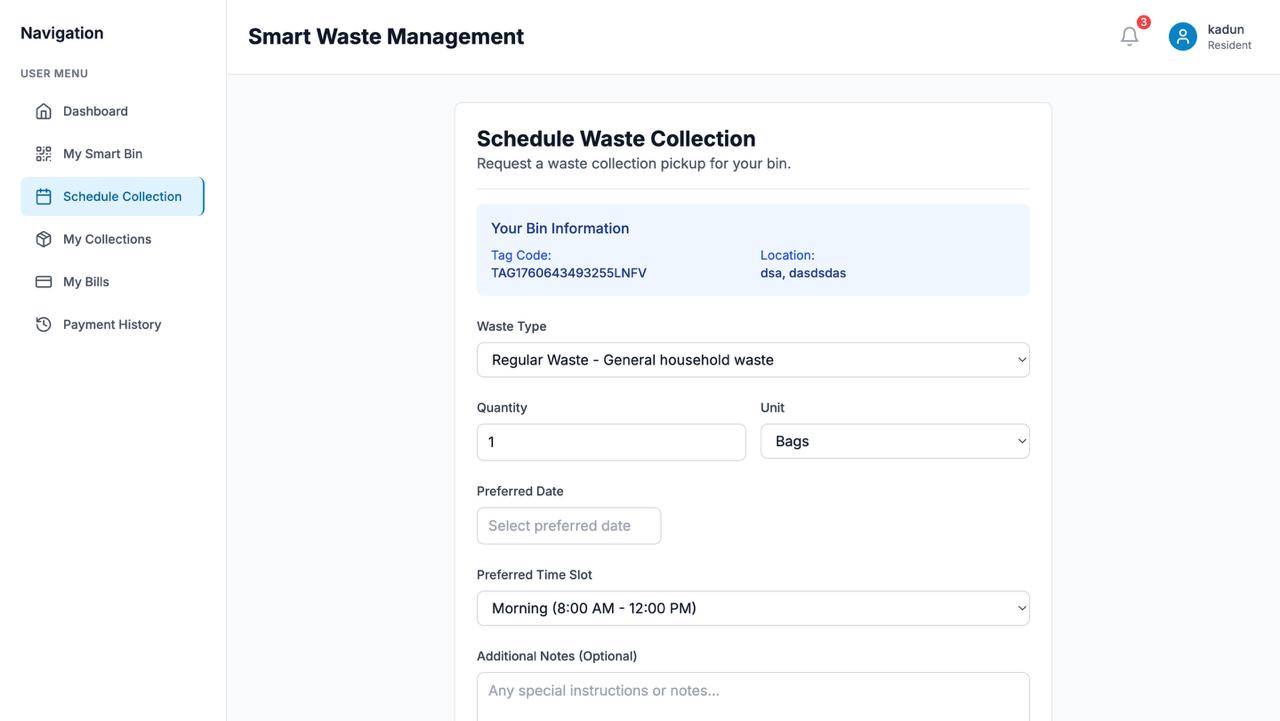 Navigation
USER MENU
Dashboard
My Smart Bin
Schedule Collection
My Collections
My Bills
Payment History
Smart Waste Management
3
kadun
Resident
Schedule Waste Collection
Request a waste collection pickup for your bin.
Your Bin Information
Tag Code:
TAG1760643493255LNFV
Location:
dsa, dasdsdas
Waste Type
Regular Waste - General household waste
Quantity
1
Unit
Bags
Preferred Date
Select preferred date
Preferred Time Slot
Morning (8:00 AM - 12:00 PM)
Additional Notes (Optional)
Any special instructions or notes...